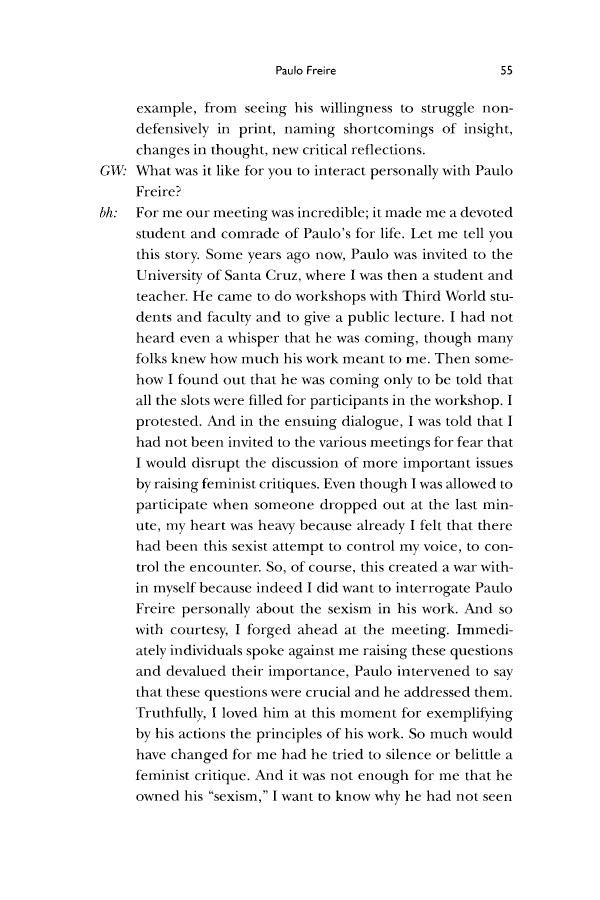 Paulo Freire 55
example, from seeing his willingness to struggle non-
defensively in print, naming shortcomings of insight,
changes in thought, new critical reflections.
GW: What was it like for you to interact personally with Paulo
Freire?
bh: For me our meeting was incredible; it made me a devoted
student and comrade of Paulo's for life. Let me tell you
this story. Some years ago now, Paulo was invited to the
University of Santa Cruz, where I was then a student and
teacher. He came to do workshops with Third World stu-
dents and faculty and to give a public lecture. I had not
heard even a whisper that he was coming, though many
folks knew how much his work meant to me. Then some-
how I found out that he was coming only to be told that
all the slots were filled for participants in the workshop. I
protested. And in the ensuing dialogue, I was told that I
had not been invited to the various meetings for fear that
I would disrupt the discussion of more important issues
by raising feminist critiques. Even though I was allowed to
participate when someone dropped out at the last min-
ute, my heart was heavy because already I felt that there
had been this sexist attempt to control my voice, to con-
trol the encounter. So, of course, this created a war with-
in myself because indeed I did want to interrogate Paulo
Freire personally about the sexism in his work. And so
with courtesy, I forged ahead at the meeting. Immedi-
ately individuals spoke against me raising these questions
and devalued their importance, Paulo intervened to say
that these questions were crucial and he addressed them.
Truthfully, I loved him at this moment for exemplifying
by his actions the principles of his work. So much would
have changed for me had he tried to silence or belittle a
feminist critique. And it was not enough for me that he
owned his "sexism," I want to know why he had not seen